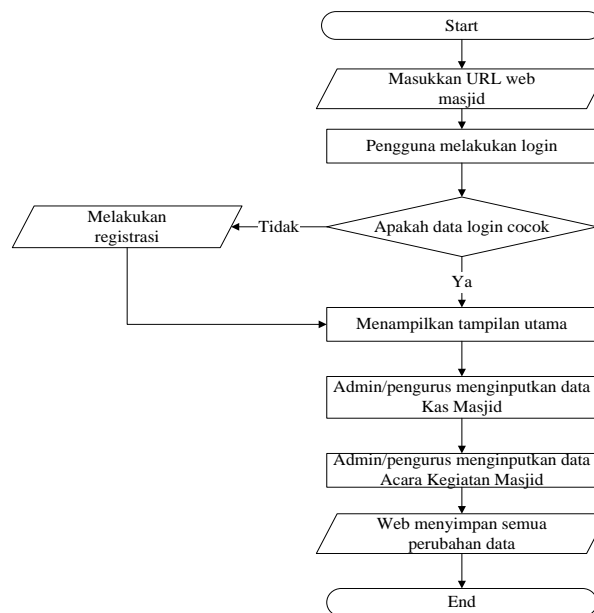 Start
Masukkan URL web
masjid
Pengguna melakukan login
Apakah data login cocok
Tidak
Melakukan
registrasi
Ya
Menampilkan tampilan utama
Admin/pengurus menginputkan data
Kas Masjid
Admin/pengurus menginputkan data
Acara Kegiatan Masjid
Web menyimpan semua
perubahan data
End